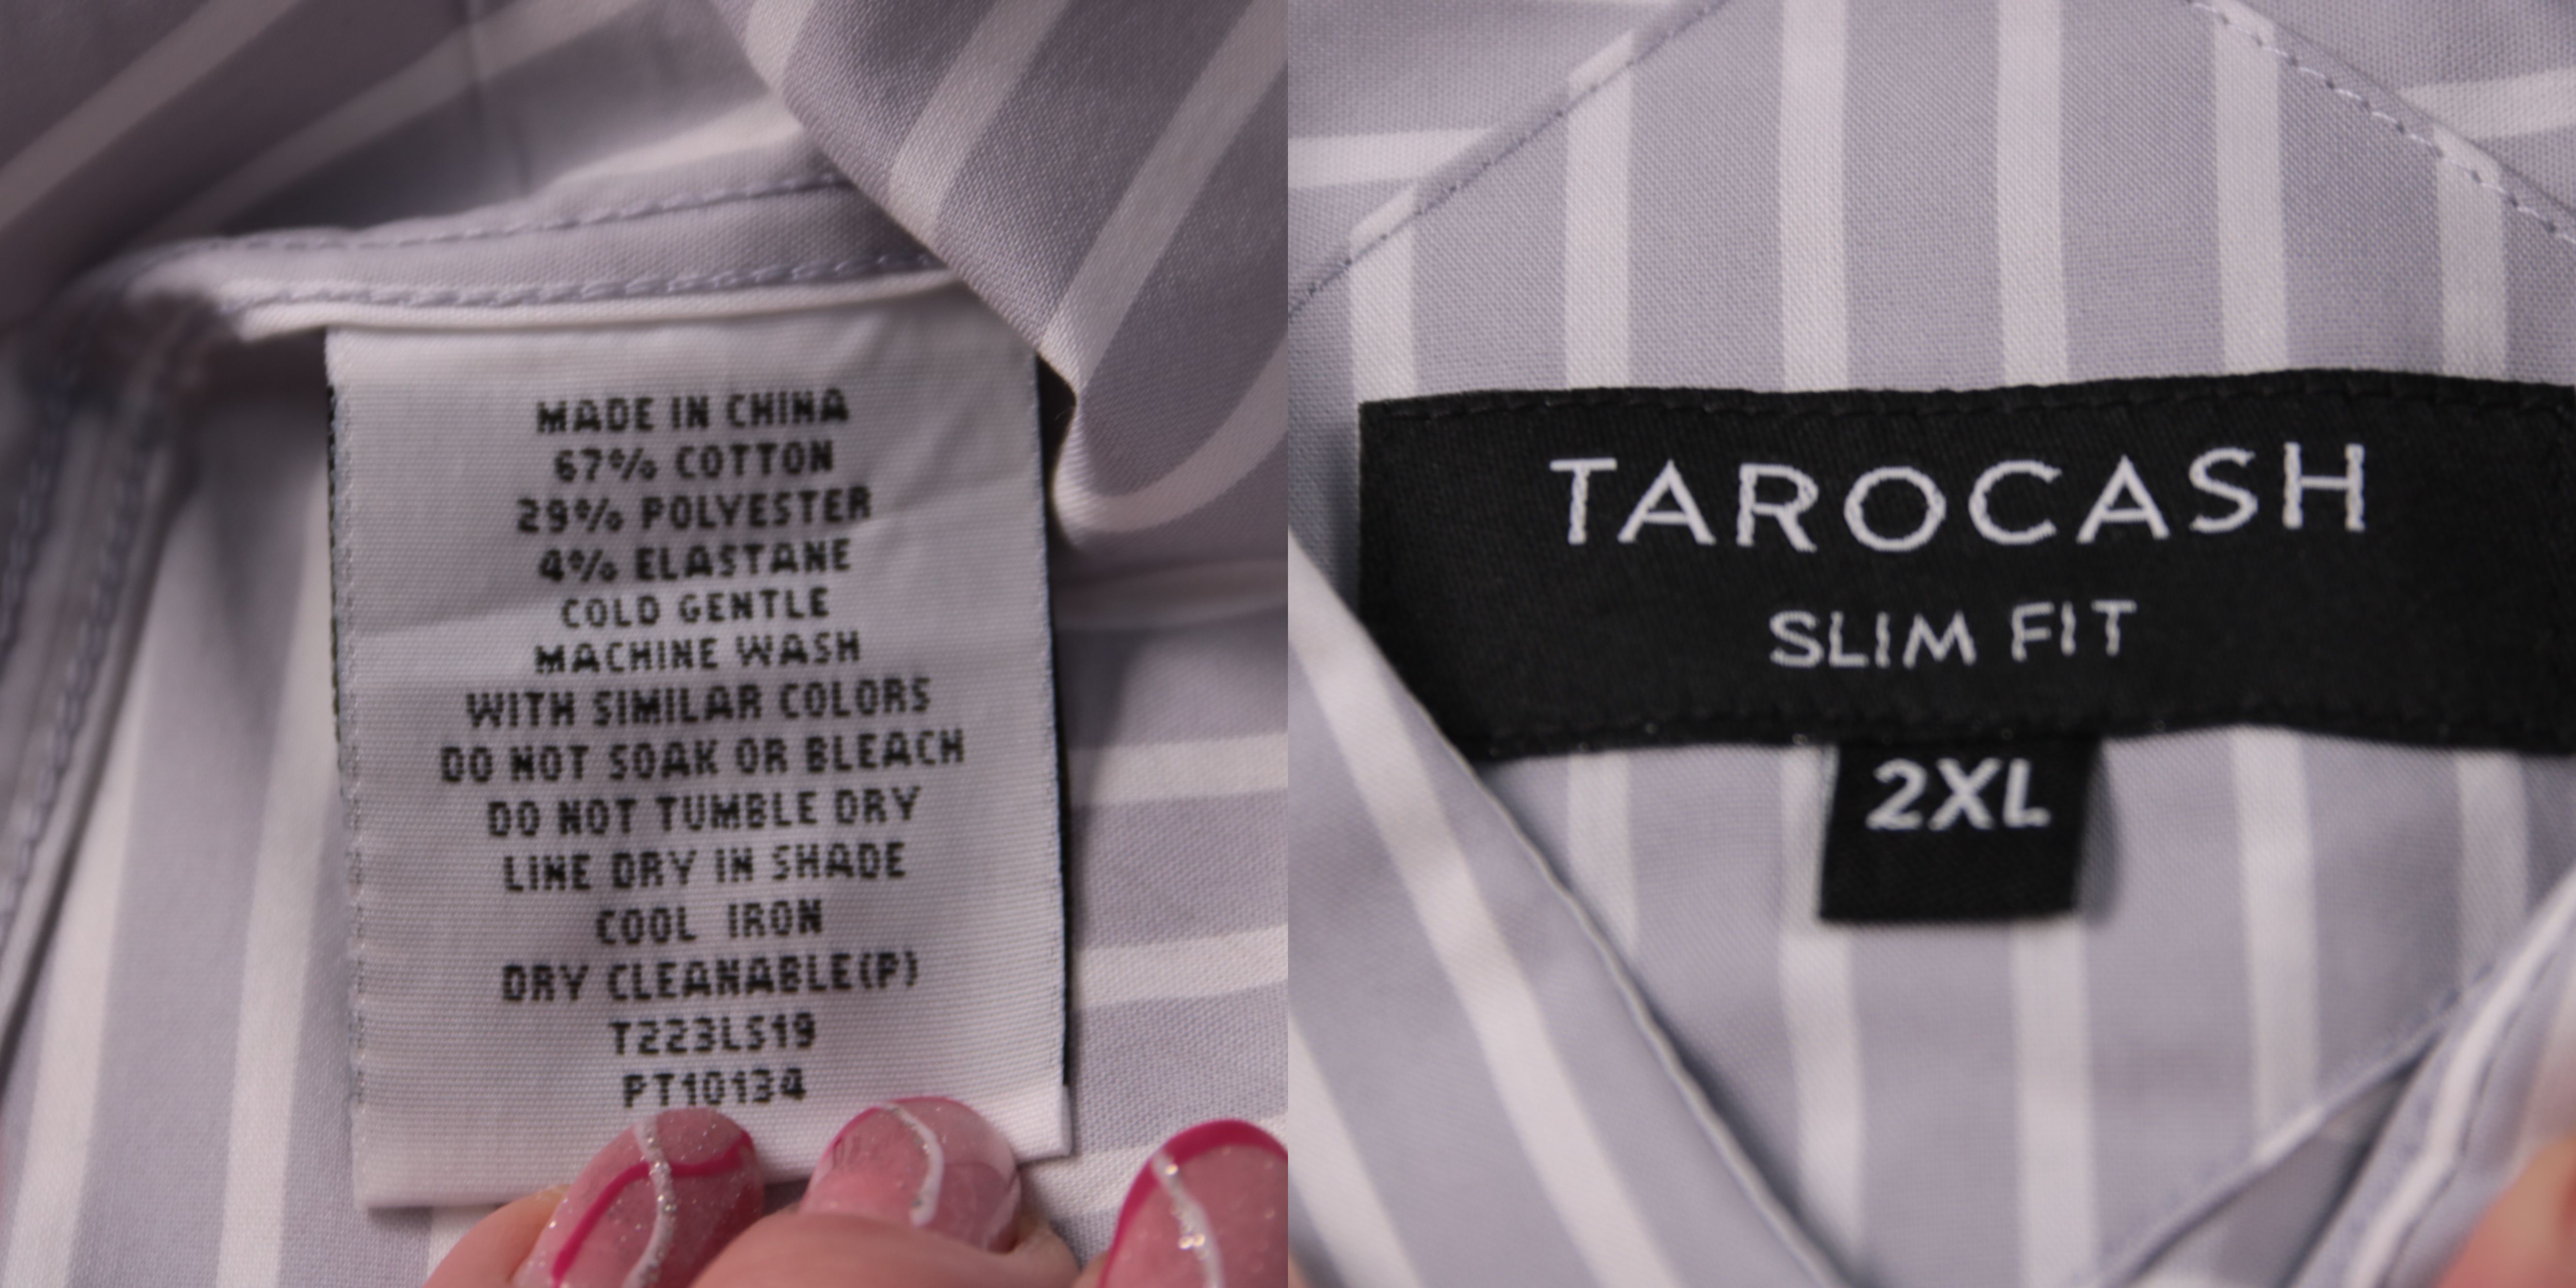 MADE IN CHINA
67% COTTON
29% POLYESTER
4% ELASTANE
COLD GENTLE
MACHINE WASH
WITH SIMILAR COLORS
DO NOT SOAK OR BLEACH
DO NOT TUMBLE DRY
LINE DRY IN SHADE
COOL IRON
DRY CLEANABLE(P)
T223LS19
PT10134
TAROCASH
SLIM FIT
2XL